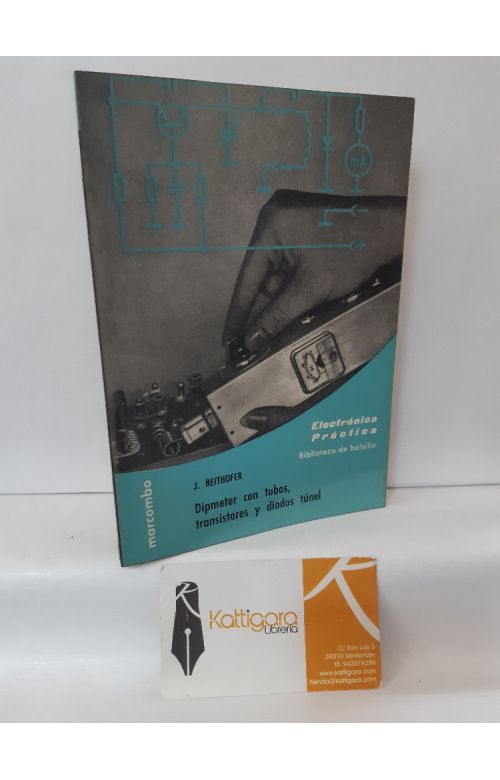 mA
Electrónica
Práctica
Biblioteca de bolsillo
marcombo
J. REITHOFER
Dipmeter con tubos,
transistores y diodos túnel
Kattigara
Librería
C/ San Luis 5
39010 Santander
Tlf: 942074286
www.kattigara.com
tienda@kattigara.com